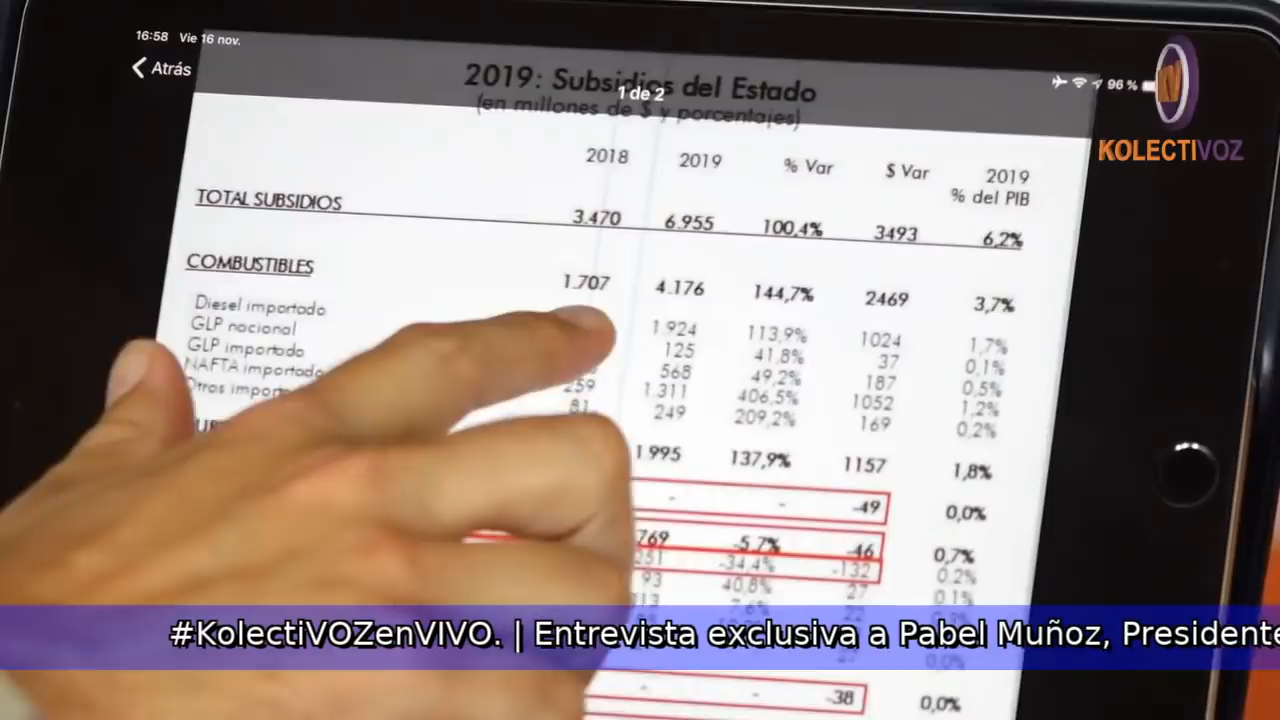 16:58 Vie 16 nov.
Atrás
1 de 2
96 %
KOLECTIVOZ
2019: Subsidios del Estado
(en millones de $ y porcentajes)
2018 2019 % Var $ Var 2019
% del PIB
TOTAL SUBSIDIOS 3.470 6.955 100,4% 3493 6,2%
COMBUSTIBLES 1.707 4.176 144,7% 2469 3,7%
Diesel importado 1.924 113,9% 1024 1,7%
GLP nacional 125 41,8% 37 0,1%
GLP importado 568 49,2% 187 0,5%
NAFTA importado 259 1.311 406,5% 1052 1,2%
Otras 81 249 209,2% 169 0,2%
1.995 137,9% 1157 1,8%
- - -49 0,0%
769 -5,7% -46 0,7%
251 -34,4% -132 0,2%
93 40,8% 27 0,1%
- - -38 0,0%
#KolectiVOZenVIVO. | Entrevista exclusiva a Pabel Muñoz, Presidente